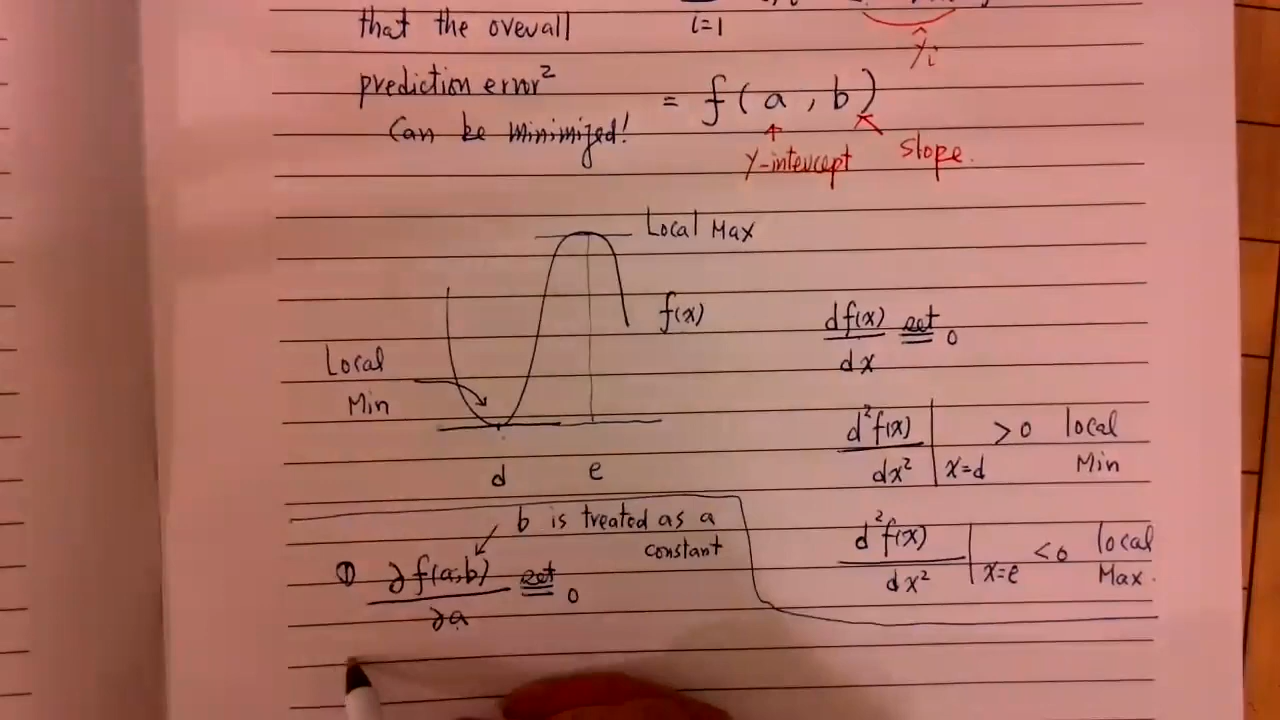 that the overall
i=1
ŷi
prediction error²
= f(a, b)
Can be minimized!
y-intercept
slope.
Local Max
f(x)
df(x)/dx set= 0
Local
Min
d²f(x)/dx² | x=d > 0 local Min
d e
b is treated as a
constant
d²f(x)/dx² | x=e < 0 local Max.
① ∂f(a,b)/∂a set= 0